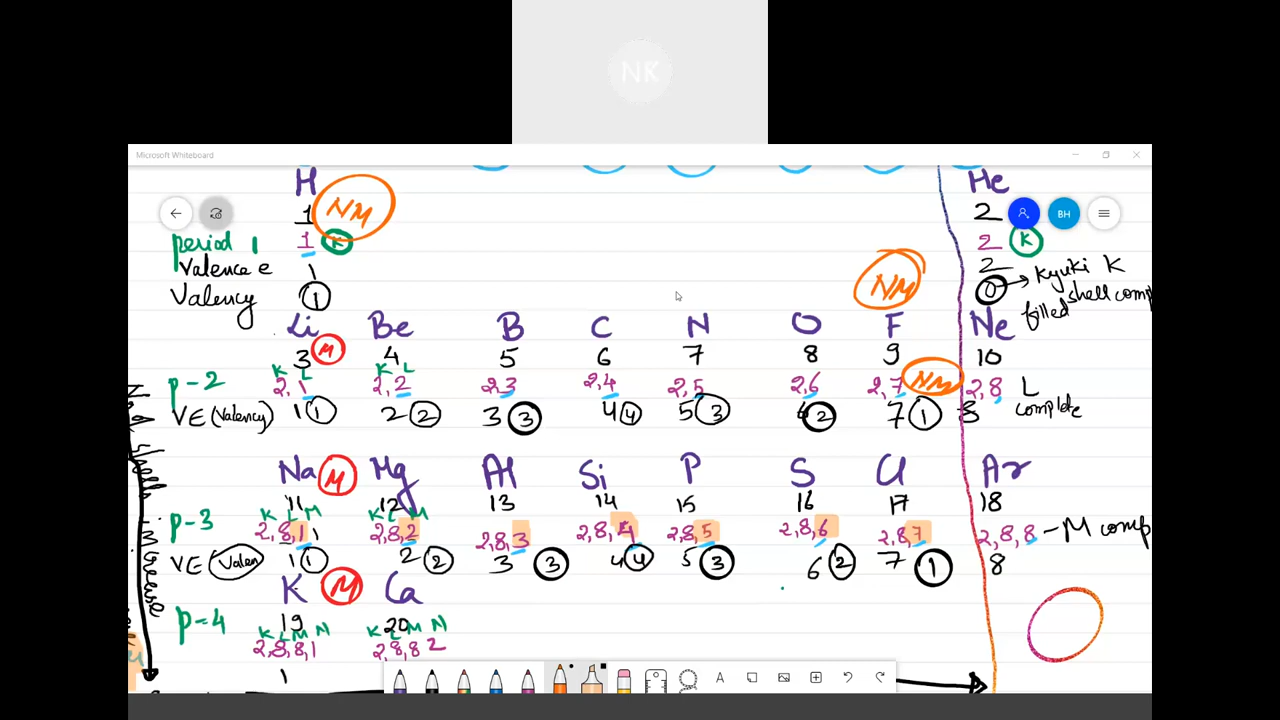 NK
Microsoft Whiteboard
H He
1 NM 2
BH
period 1 1 K 2 K
Valence e 1 2
Valency 1 0 → Kyuki K
shell comp
filled
NM
Li Be B C N O F Ne
3 M 4 5 6 7 8 9 10
K L K L
p-2 2,1 2,2 2,3 2,4 2,5 2,6 2,7 NM 2,8 L
complete
VE (Valency) 1 1 2 2 3 3 4 4 5 3 6 2 7 1 8
Na M Mg Al Si P S Cl Ar
11 12 13 14 15 16 17 18
K L M K L M
p-3 2,8,1 1 2,8,2 2,8,3 2,8,4 2,8,5 2,8,6 2,8,7 2,8,8 - M comp
VE Valen 1 1 2 2 3 3 4 4 5 3 6 2 7 1 8
K M Ca
p=4 19 20
K L M N K L M N
2,8,8,1 2,8,8 2
1
shells increase
A